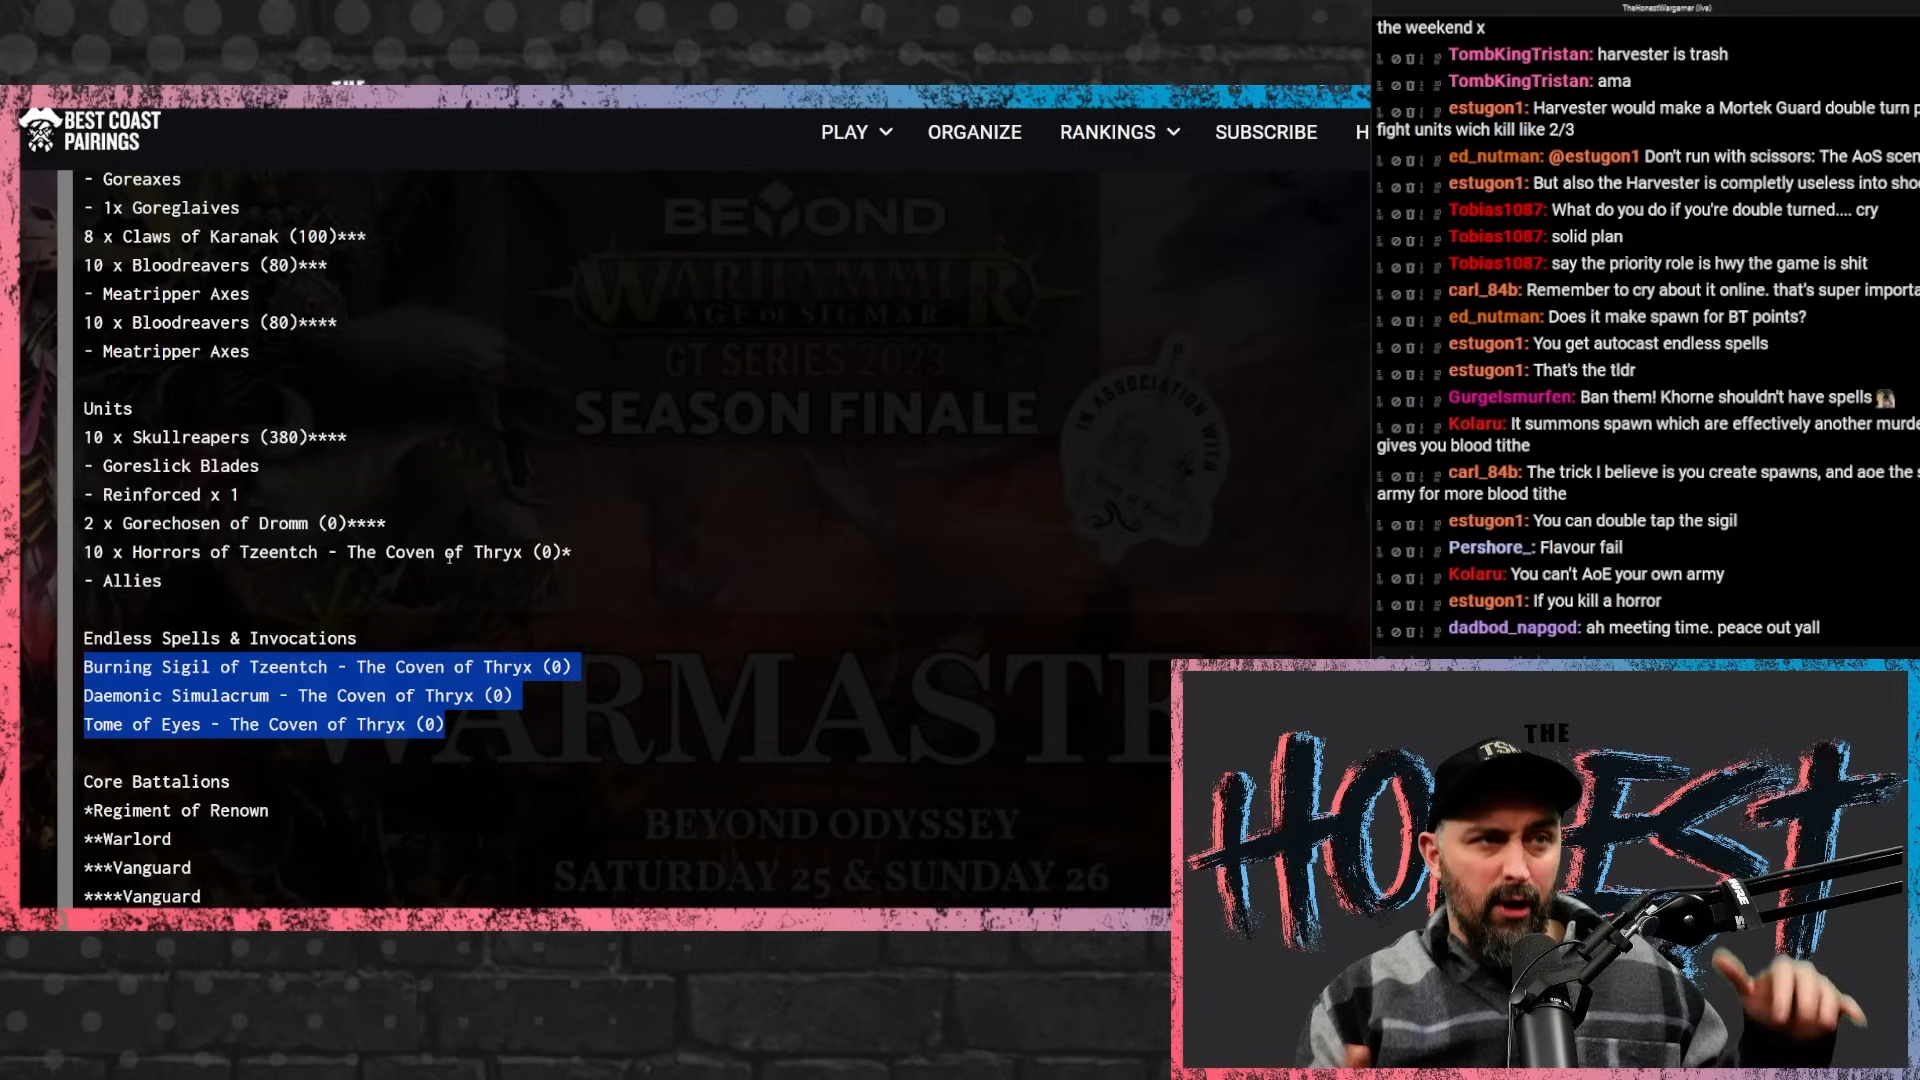 BEST COAST
PAIRINGS
PLAY
ORGANIZE
RANKINGS
SUBSCRIBE
H
- Goreaxes
- 1x Goreglaives
8 x Claws of Karanak (100)***
10 x Bloodreavers (80)***
- Meatripper Axes
10 x Bloodreavers (80)****
- Meatripper Axes
Units
10 x Skullreapers (380)****
- Goreslick Blades
- Reinforced x 1
2 x Gorechosen of Dromm (0)****
10 x Horrors of Tzeentch - The Coven of Thryx (0)*
- Allies
Endless Spells & Invocations
Burning Sigil of Tzeentch - The Coven of Thryx (0)
Daemonic Simulacrum - The Coven of Thryx (0)
Tome of Eyes - The Coven of Thryx (0)
Core Battalions
*Regiment of Renown
**Warlord
***Vanguard
****Vanguard
BEYOND
WARHAMMER
AGE OF SIGMAR
GT SERIES 2023
SEASON FINALE
IN ASSOCIATION WITH
WARMASTE
BEYOND ODYSSEY
SATURDAY 25 & SUNDAY 26
TheHonestWargamer (live)
the weekend x
TombKingTristan: harvester is trash
TombKingTristan: ama
estugon1: Harvester would make a Mortek Guard double turn p
fight units wich kill like 2/3
ed_nutman: @estugon1 Don't run with scissors: The AoS scen
estugon1: But also the Harvester is completly useless into shoo
Tobias1087: What do you do if you're double turned.... cry
Tobias1087: solid plan
Tobias1087: say the priority role is hwy the game is shit
carl_84b: Remember to cry about it online. that's super importa
ed_nutman: Does it make spawn for BT points?
estugon1: You get autocast endless spells
estugon1: That's the tldr
Gurgelsmurfen: Ban them! Khorne shouldn't have spells
Kolaru: It summons spawn which are effectively another murde
gives you blood tithe
carl_84b: The trick I believe is you create spawns, and aoe the s
army for more blood tithe
estugon1: You can double tap the sigil
Pershore_: Flavour fail
Kolaru: You can't AoE your own army
estugon1: If you kill a horror
dadbod_napgod: ah meeting time. peace out yall
THE
HONEST